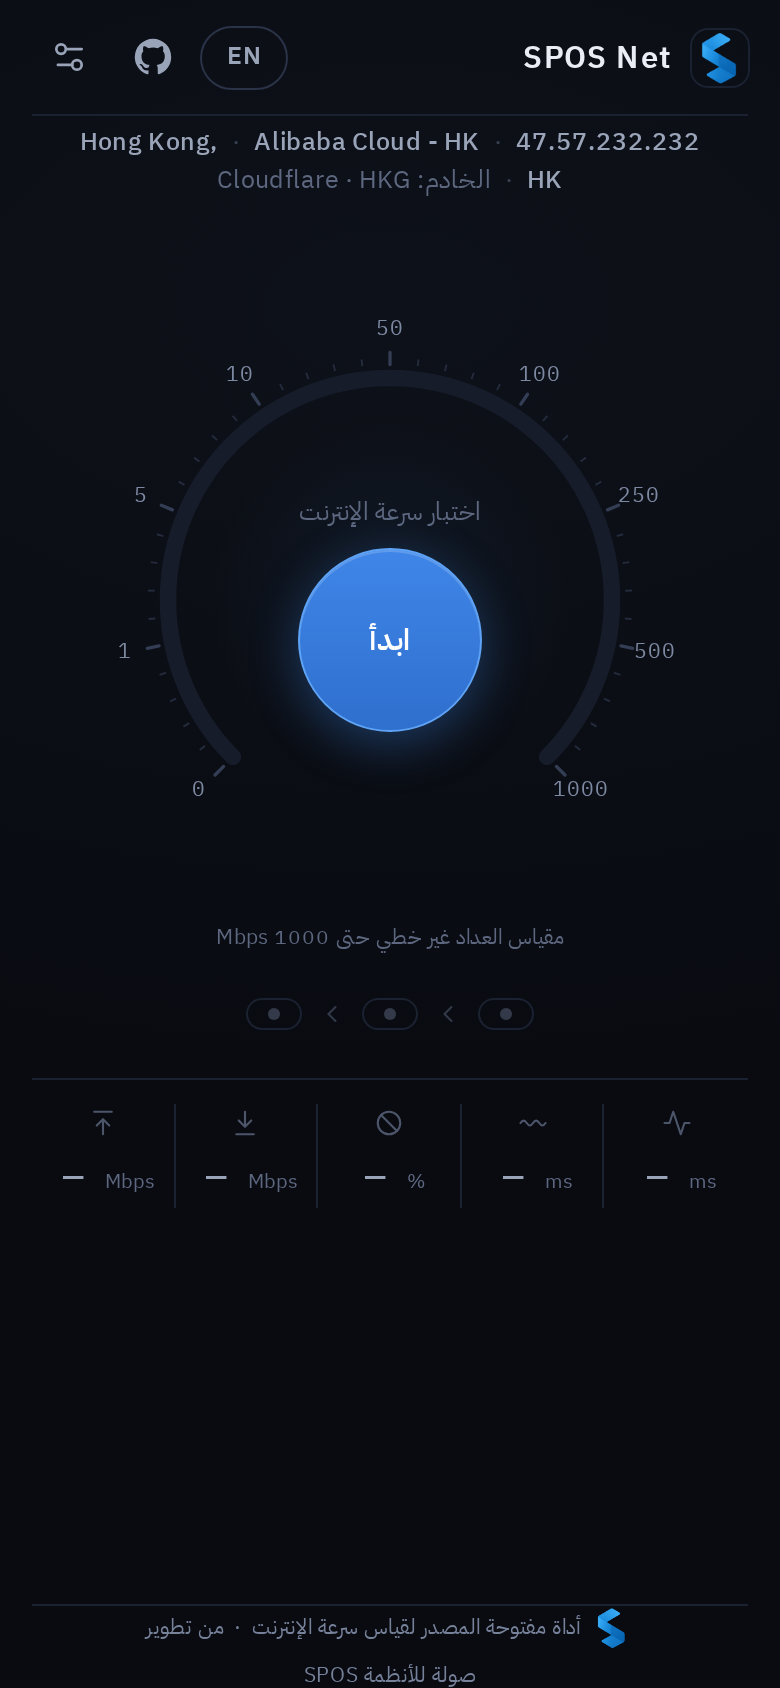 SPOS Net
EN
47.57.232.232 · Alibaba Cloud - HK · Hong Kong,
HK · الخادم: Cloudflare · HKG
50
10
100
5
250
اختبار سرعة الإنترنت
ابدأ
1
500
0
1000
مقياس العداد غير خطي حتى 1000 Mbps
— ms
— ms
— %
— Mbps
— Mbps
أداة مفتوحة المصدر لقياس سرعة الإنترنت · من تطوير
صولة للأنظمة SPOS